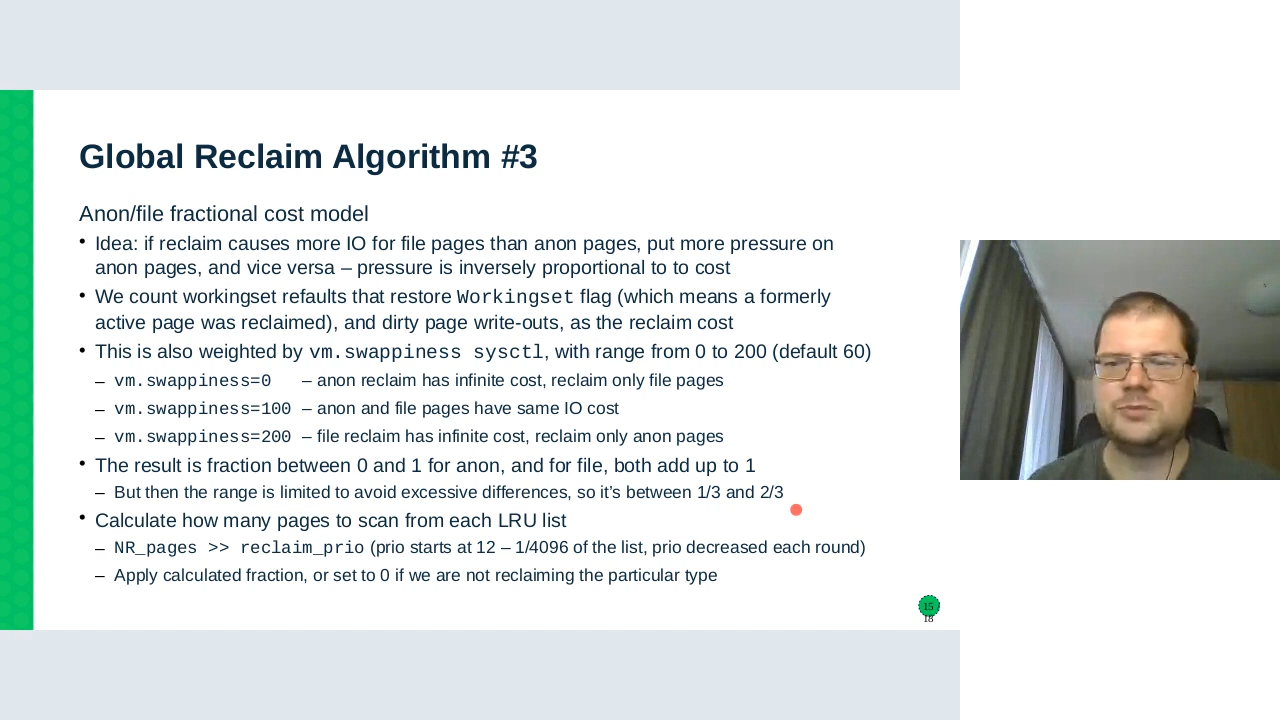 Global Reclaim Algorithm #3
Anon/file fractional cost model
• Idea: if reclaim causes more IO for file pages than anon pages, put more pressure on
anon pages, and vice versa – pressure is inversely proportional to to cost
• We count workingset refaults that restore Workingset flag (which means a formerly
active page was reclaimed), and dirty page write-outs, as the reclaim cost
• This is also weighted by vm.swappiness sysctl, with range from 0 to 200 (default 60)
– vm.swappiness=0 – anon reclaim has infinite cost, reclaim only file pages
– vm.swappiness=100 – anon and file pages have same IO cost
– vm.swappiness=200 – file reclaim has infinite cost, reclaim only anon pages
• The result is fraction between 0 and 1 for anon, and for file, both add up to 1
– But then the range is limited to avoid excessive differences, so it’s between 1/3 and 2/3
• Calculate how many pages to scan from each LRU list
– NR_pages >> reclaim_prio (prio starts at 12 – 1/4096 of the list, prio decreased each round)
– Apply calculated fraction, or set to 0 if we are not reclaiming the particular type
15
18